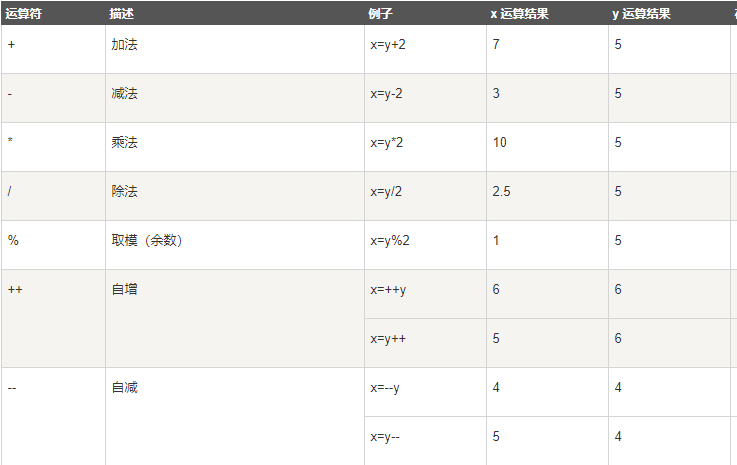 运算符 描述 例子 x 运算结果 y 运算结果
+ 加法 x=y+2 7 5
- 减法 x=y-2 3 5
* 乘法 x=y*2 10 5
/ 除法 x=y/2 2.5 5
% 取模（余数） x=y%2 1 5
++ 自增 x=++y 6 6
x=y++ 5 6
-- 自减 x=--y 4 4
x=y-- 5 4